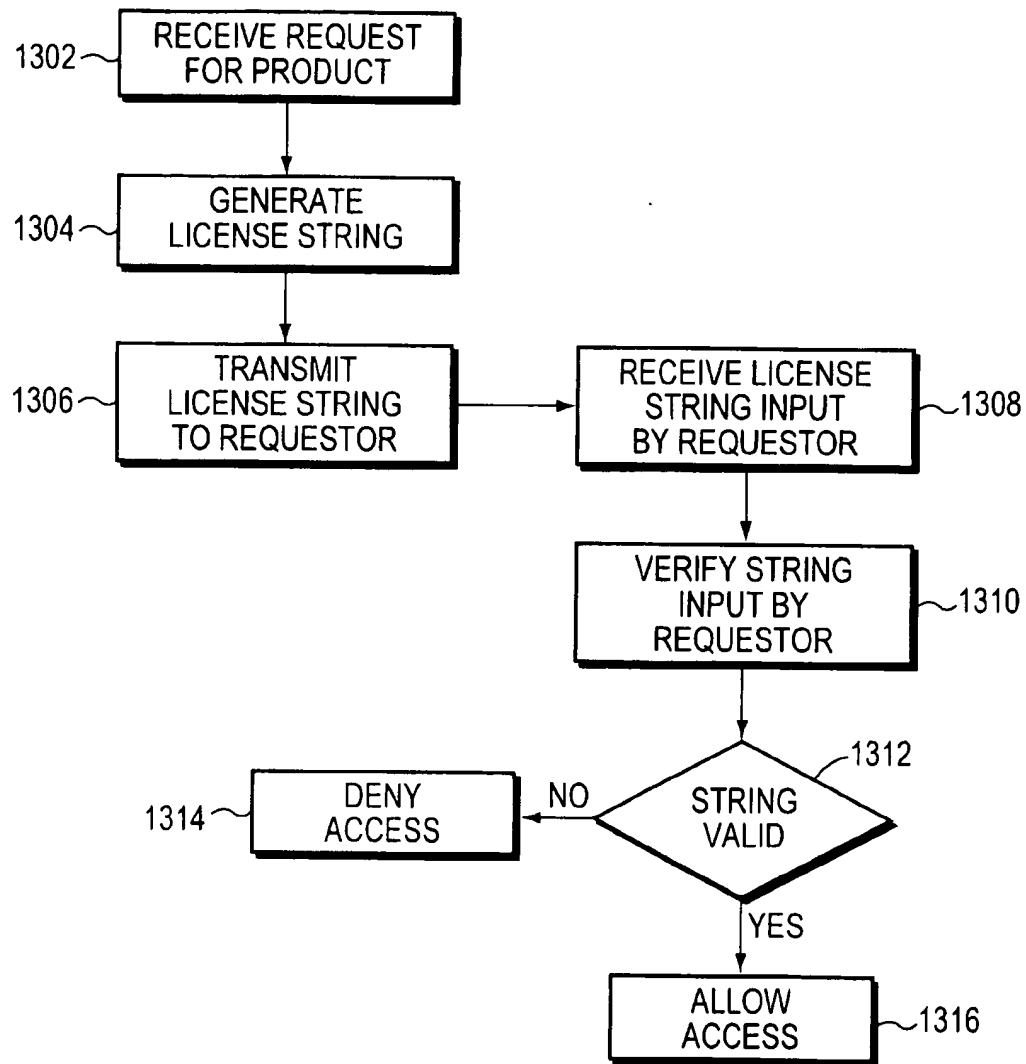 1302
RECEIVE REQUEST
FOR PRODUCT
1304
GENERATE
LICENSE STRING
1306
TRANSMIT
LICENSE STRING
TO REQUESTOR
RECEIVE LICENSE
STRING INPUT
BY REQUESTOR
1308
VERIFY STRING
INPUT BY
REQUESTOR
1310
1312
STRING
VALID
NO
1314
DENY
ACCESS
YES
ALLOW
ACCESS
1316